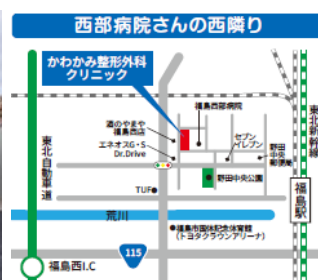 西部病院さんの西隣り
かわかみ整形外科
クリニック
福島西部病院
酒のやまや
福島西店
エネオスG・S
Dr.Drive
セブン
イレブン
野田
中央
郵便局
野田中央公園
TUF
東北自動車道
東北新幹線
福島駅
荒川
福島市国体記念体育館
(トヨタクラウンアリーナ)
115
福島西I.C